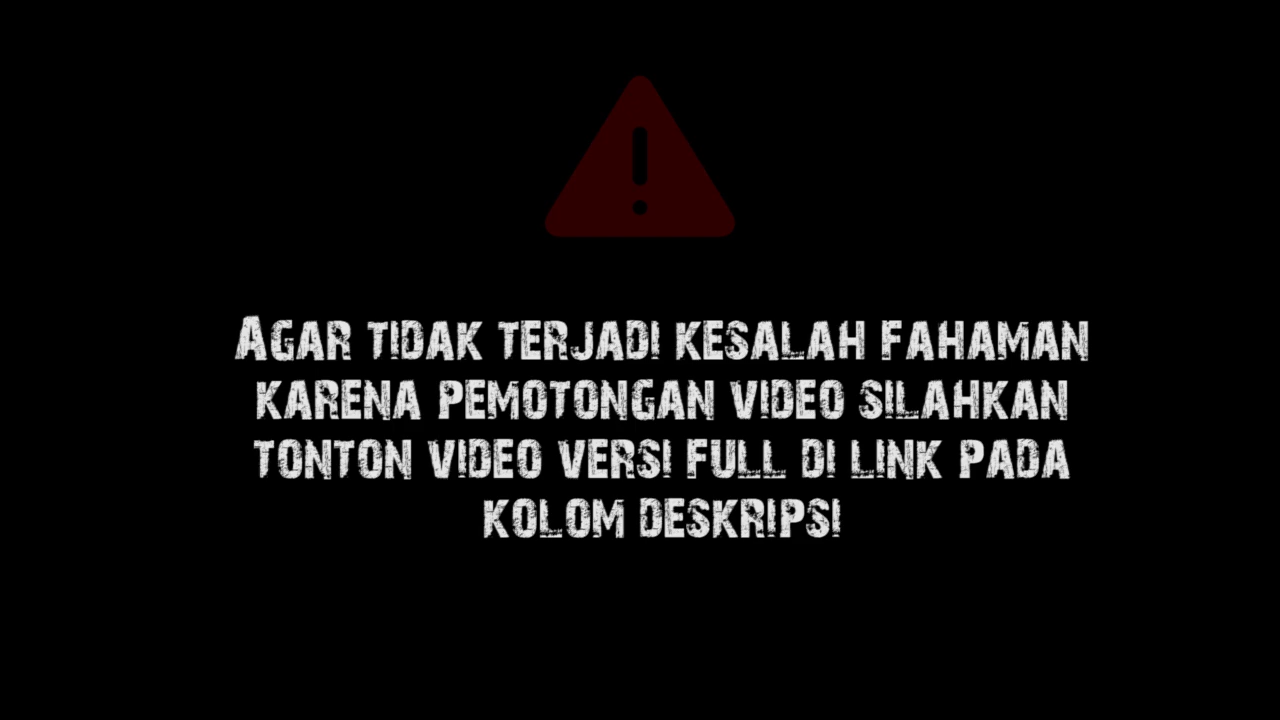 Agar tidak terjadi kesalah fahaman
karena pemotongan video silahkan
tonton video versi full di link pada
kolom deskripsi